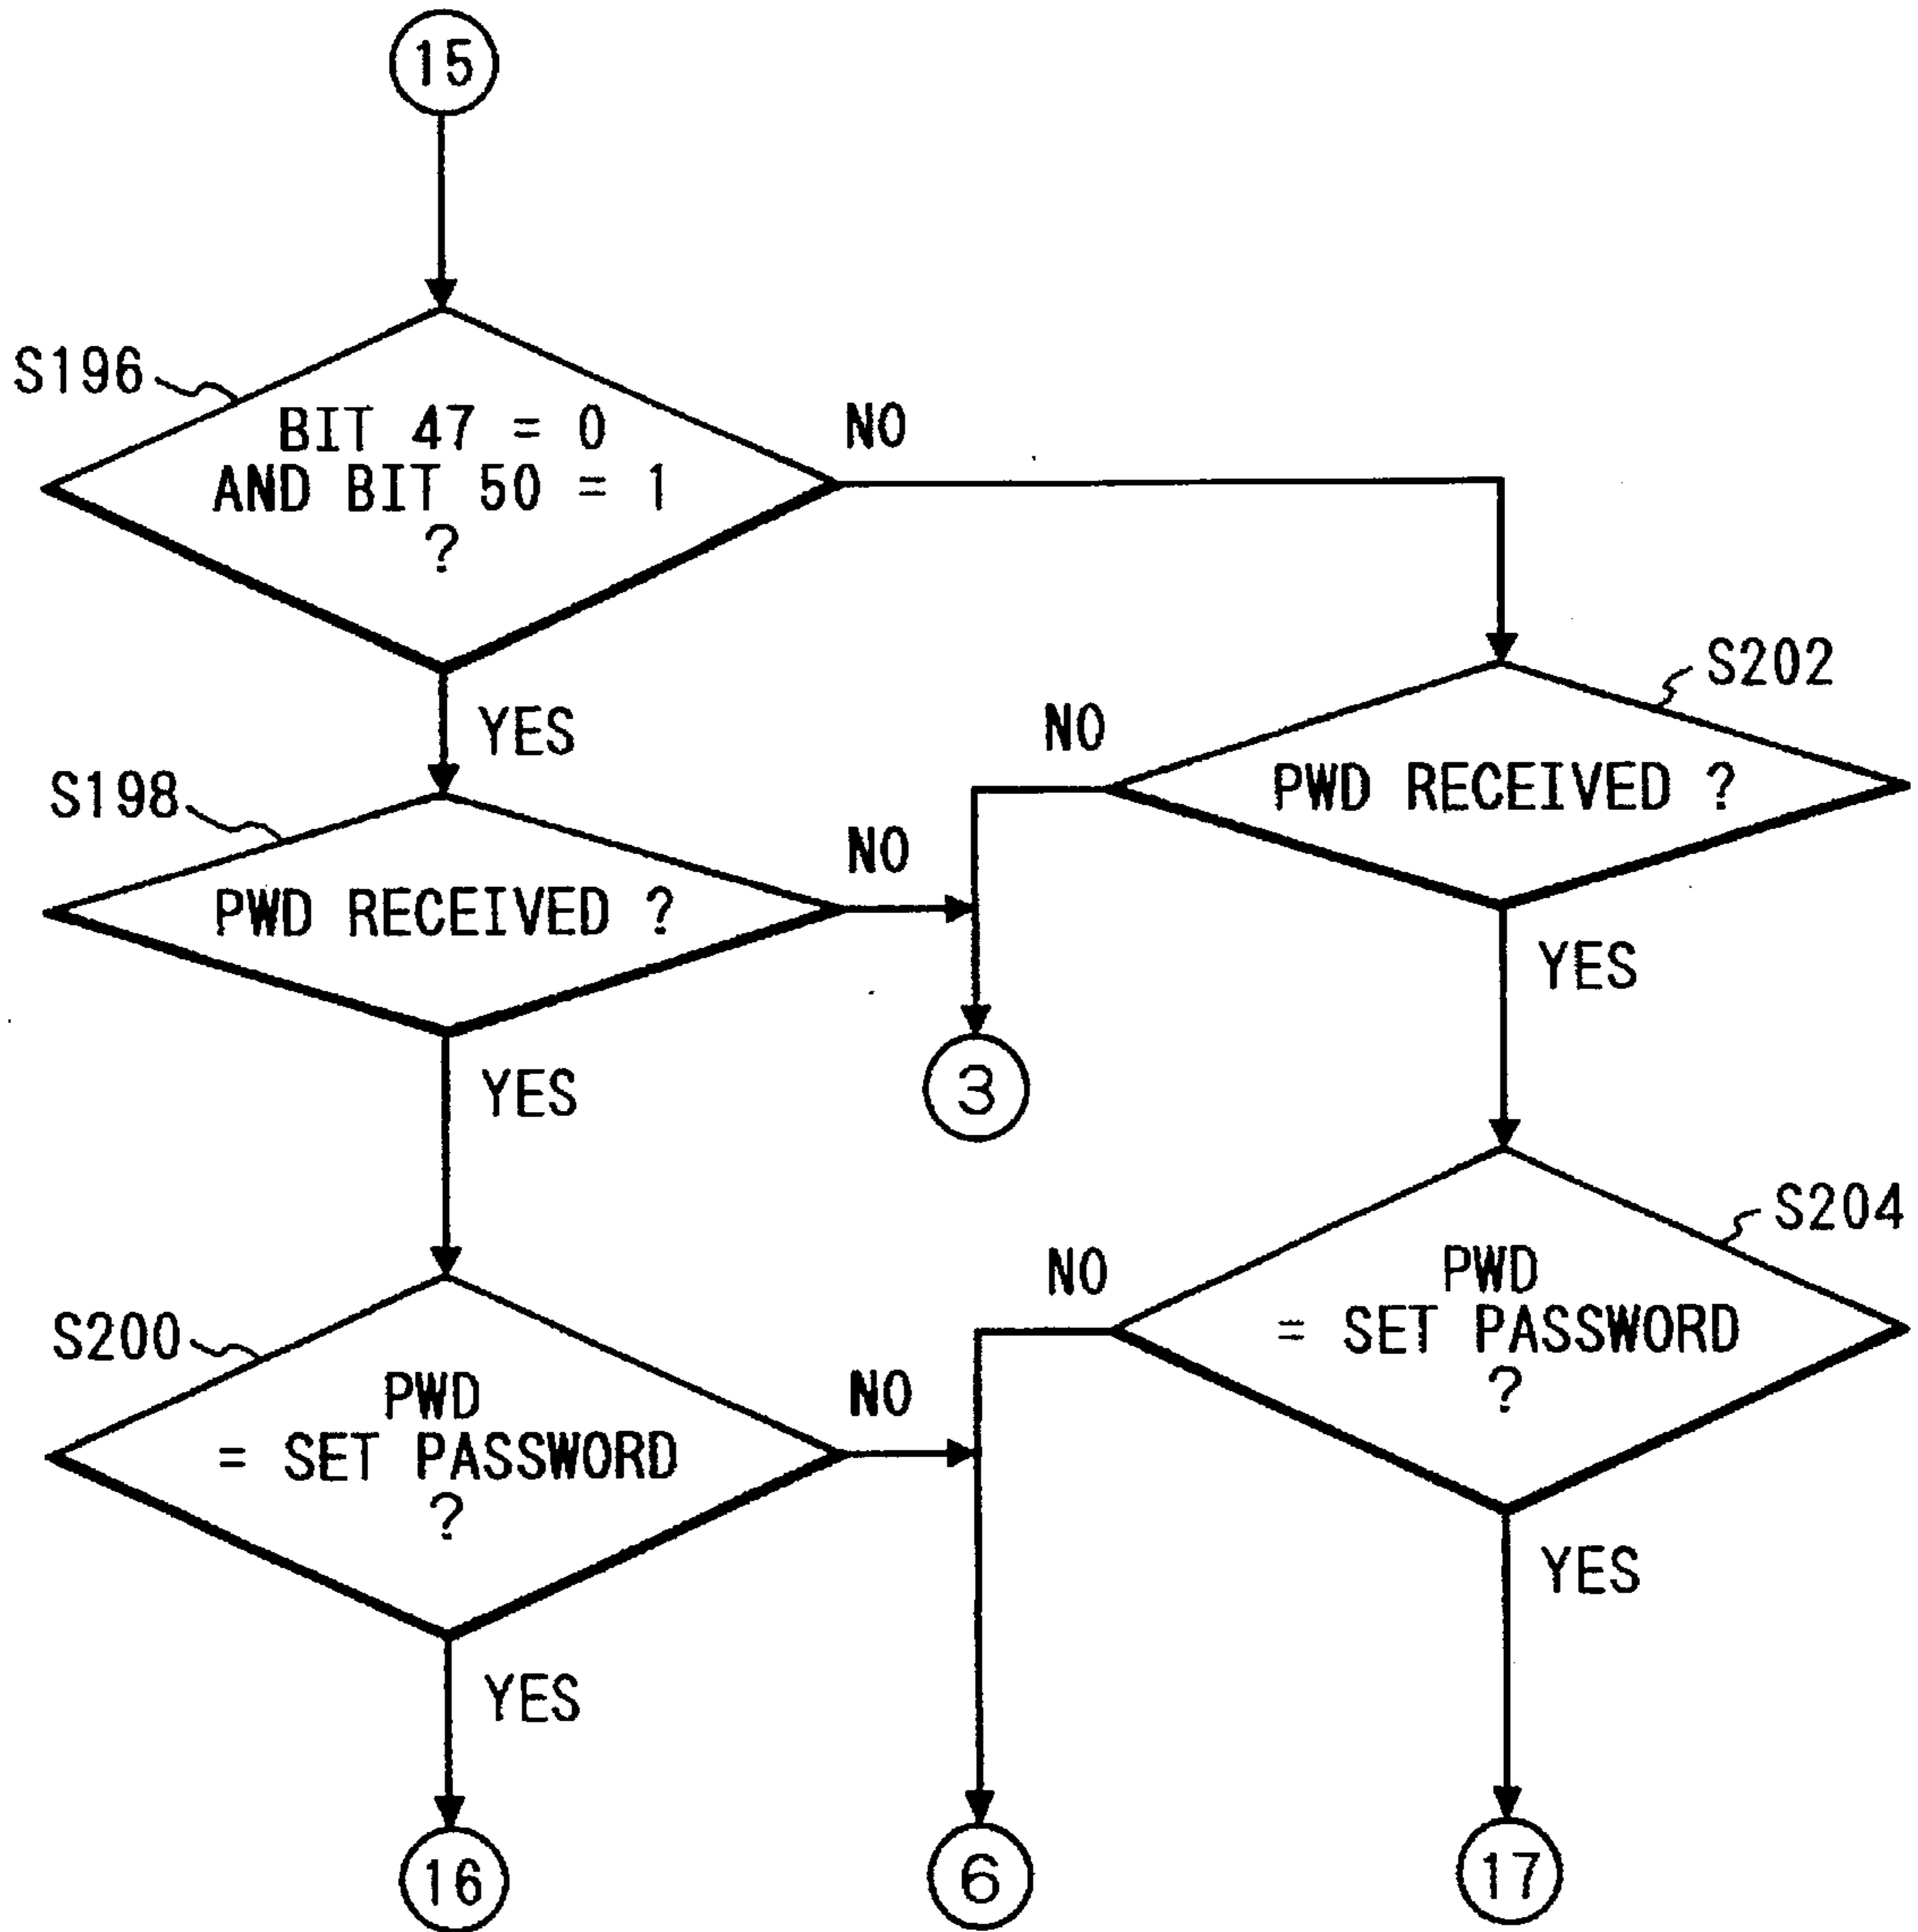 15
S196
BIT 47 = 0
AND BIT 50 = 1
?
NO
YES
S202
NO
PWD RECEIVED ?
S198
NO
PWD RECEIVED ?
YES
YES
3
S204
NO
PWD
= SET PASSWORD
?
S200
NO
PWD
= SET PASSWORD
?
YES
YES
16
6
17